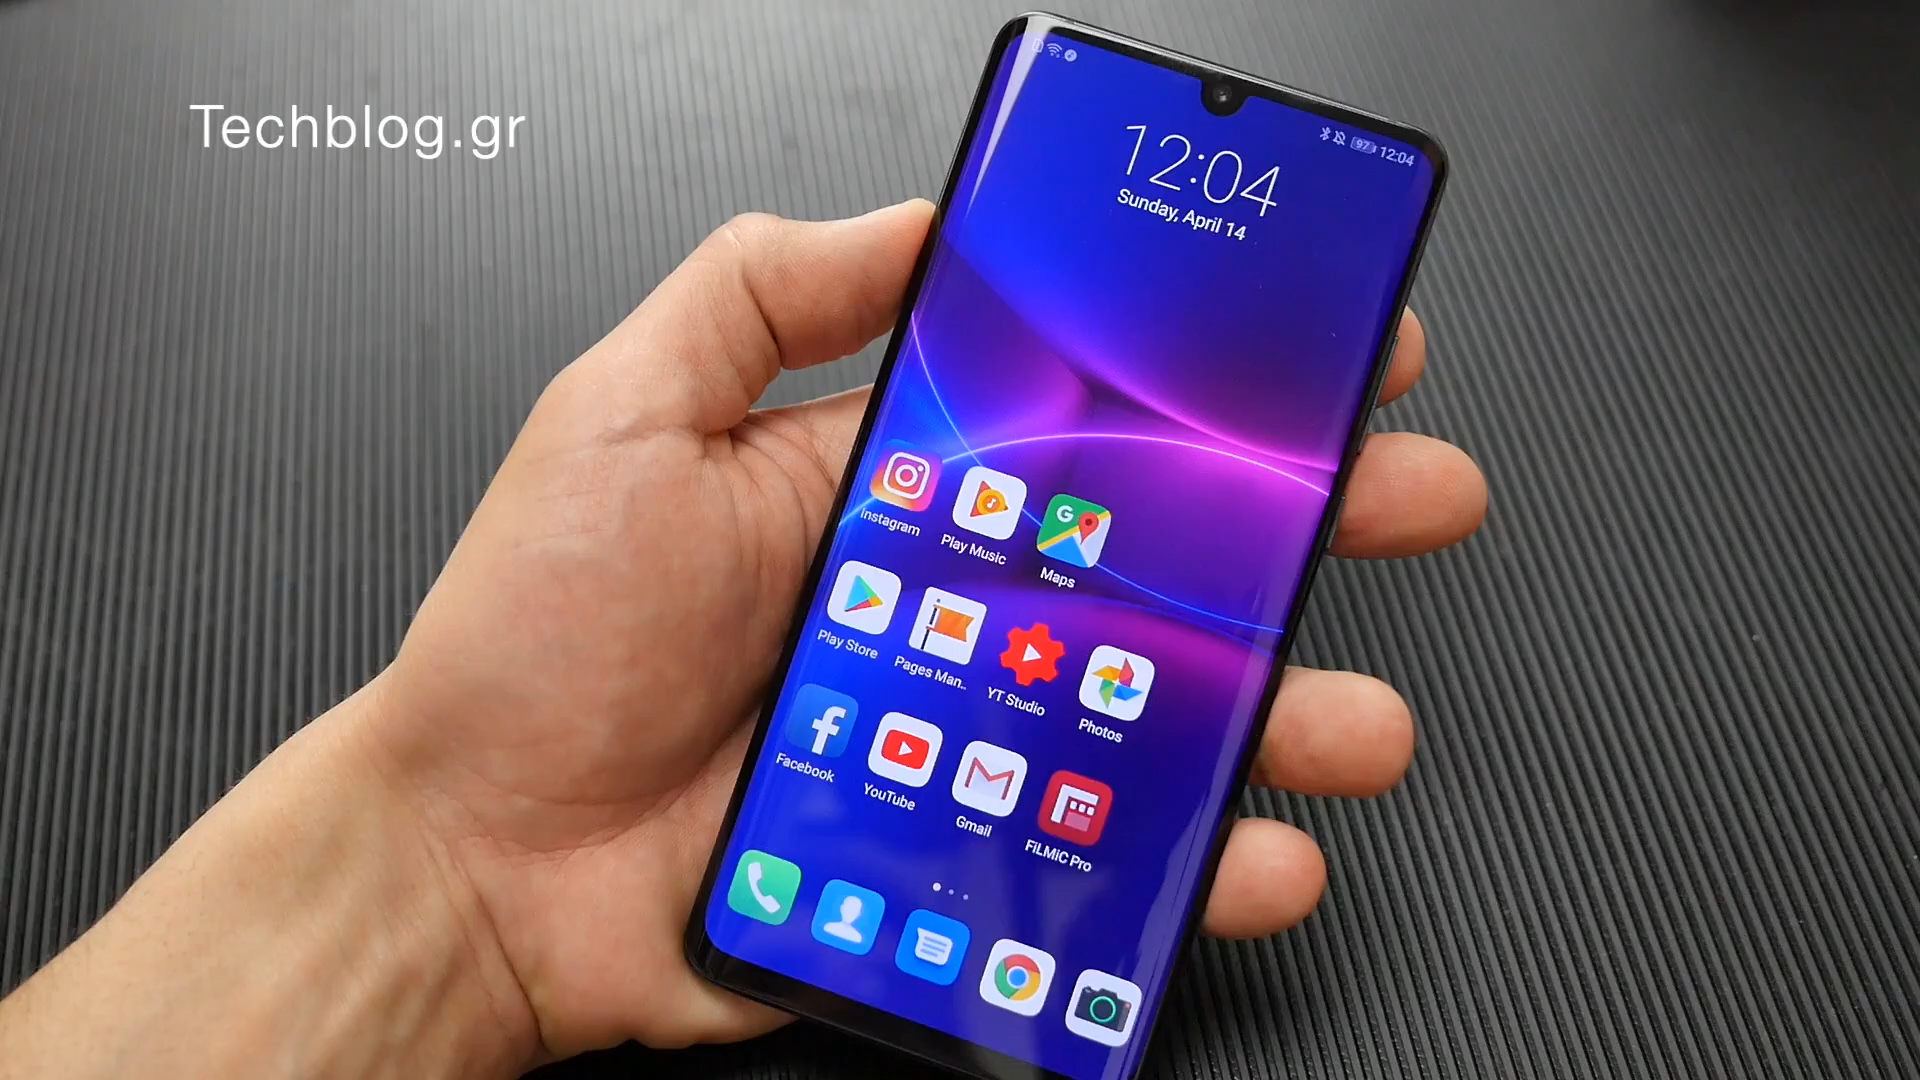 Techblog.gr
97 12:04
12:04
Sunday, April 14
Instagram
Play Music
G
Maps
Play Store
Pages Man..
YT Studio
Photos
f
Facebook
YouTube
Gmail
FiLMiC Pro